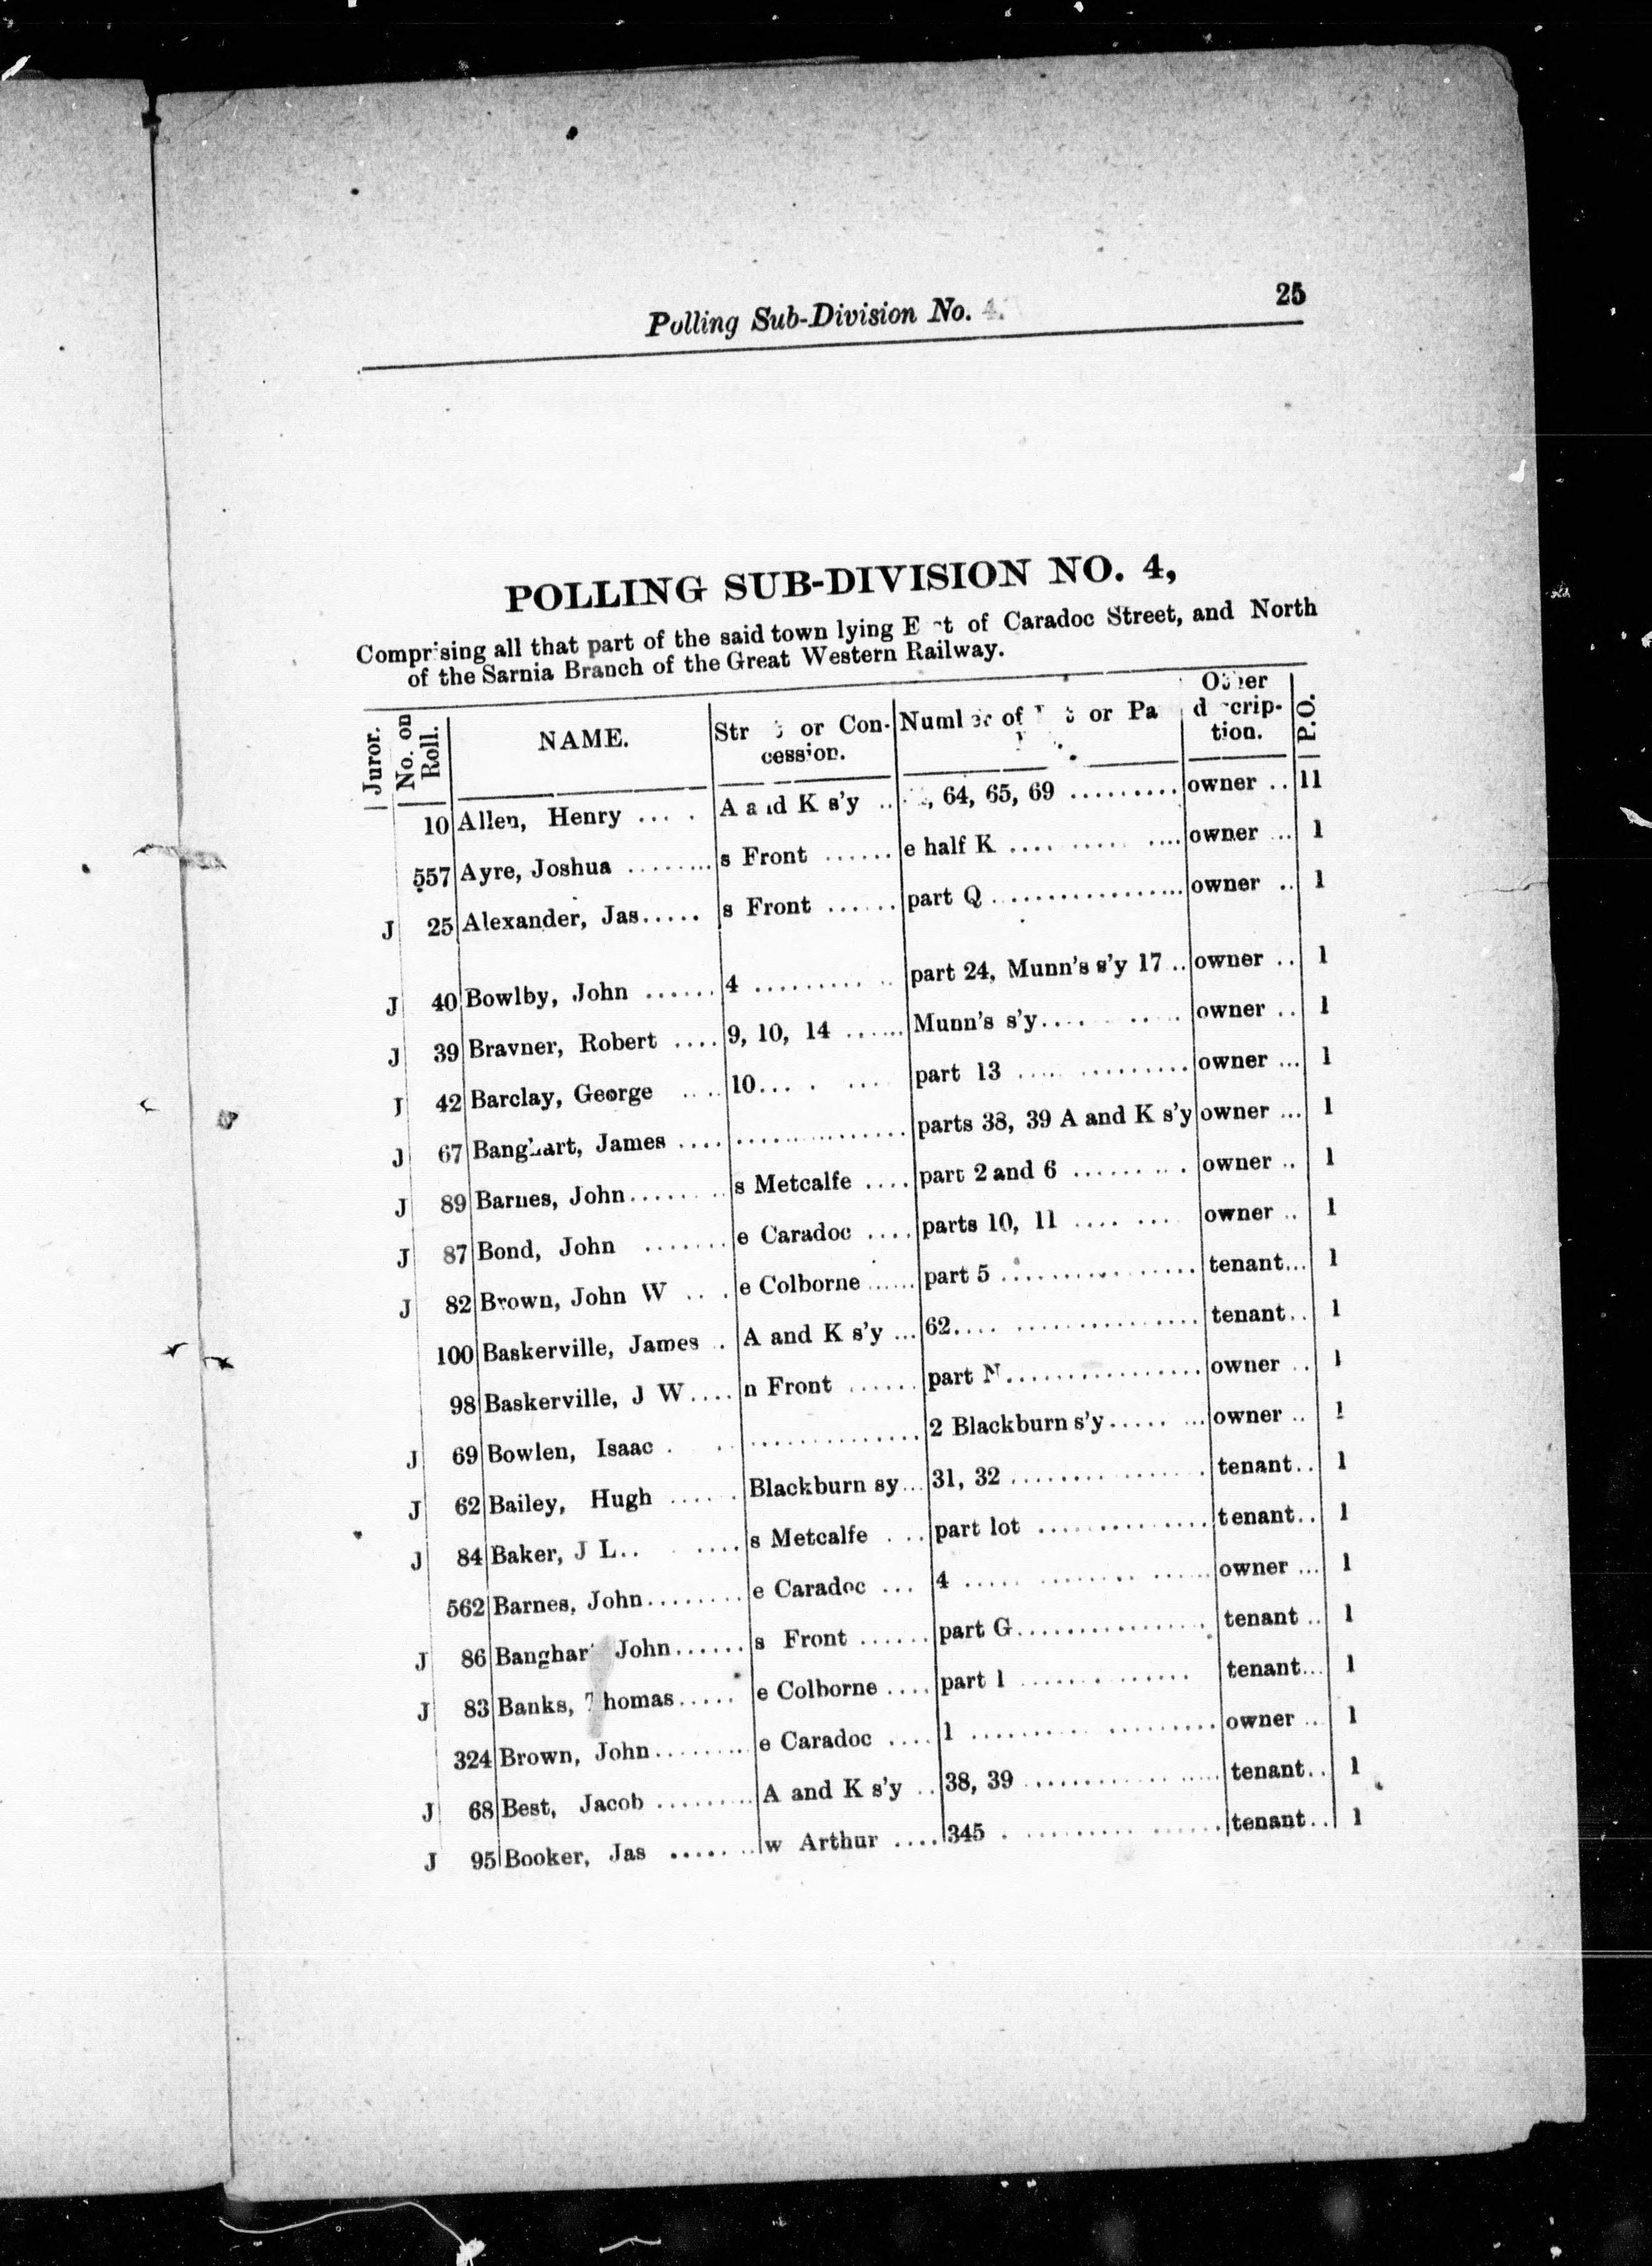 Polling Sub-Division No. 4. 25
POLLING SUB-DIVISION NO. 4,
Comprising all that part of the said town lying East of Caradoc Street, and North
of the Sarnia Branch of the Great Western Railway.
Juror. No. on Roll. NAME. Street or Concession. Number of or Pa Other description. P.O.
10 Allen, Henry .... A and K s'y .. , 64, 65, 69 ......... owner .. 11
557 Ayre, Joshua ........ s Front ...... e half K .... ......... .... owner ... 1
J 25 Alexander, Jas..... s Front ...... part Q ................. owner .. 1
J 40 Bowlby, John ...... 4 ......... .. part 24, Munn's s'y 17 .. owner .. 1
J 39 Bravner, Robert .... 9, 10, 14 ...... Munn's s'y.... .. ... owner .. 1
J 42 Barclay, George .... 10.... .... part 13 .... .......... owner ... 1
J 67 Banghart, James .... ............... parts 38, 39 A and K s'y owner ... 1
J 89 Barnes, John........ s Metcalfe .... part 2 and 6 .......... owner .. 1
J 87 Bond, John ....... e Caradoc .... parts 10, 11 .... .... owner .. 1
J 82 Brown, John W ... . e Colborne ...... part 5 ................. tenant... 1
100 Baskerville, James . A and K s'y ... 62.... ............... tenant.. 1
98 Baskerville, J W.... n Front ...... part N................. owner .. 1
J 69 Bowlen, Isaac . .. ............... 2 Blackburn s'y..... ... owner .. 1
J 62 Bailey, Hugh ...... Blackburn sy... 31, 32 ................ tenant.. 1
J 84 Baker, J L.. .... s Metcalfe . .. part lot .............. tenant.. 1
562 Barnes, John........ e Caradoc ... 4 ..... ......... ...... owner ... 1
J 86 Banghart John...... s Front ...... part G................ tenant .. 1
J 83 Banks, Thomas..... e Colborne .... part 1 .............. tenant... 1
324 Brown, John......... e Caradoc .... 1 .......... ......... owner .. 1
J 68 Best, Jacob ......... A and K s'y .. 38, 39 ............ ..... tenant.. 1
J 95 Booker, Jas ..... .. w Arthur .... 345 . .......... ...... tenant.. 1